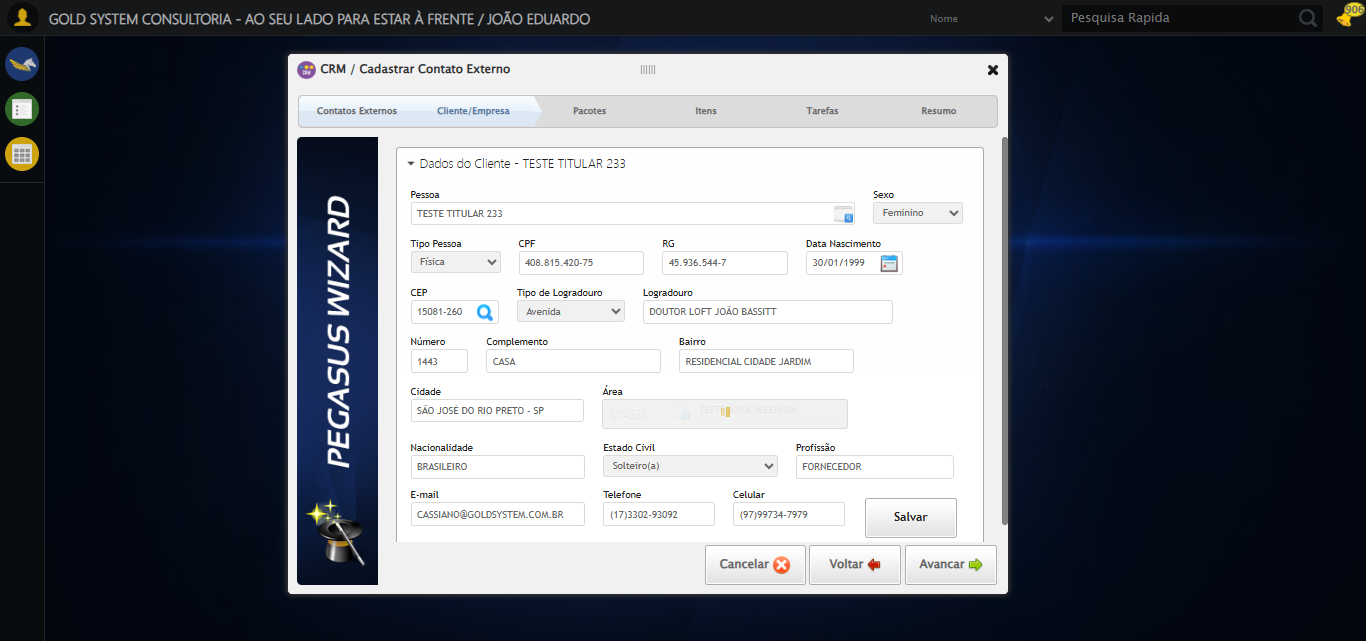 GOLD SYSTEM CONSULTORIA - AO SEU LADO PARA ESTAR À FRENTE / JOÃO EDUARDO
Nome
Pesquisa Rapida
906
CRM / Cadastrar Contato Externo
Contatos Externos
Cliente/Empresa
Pacotes
Itens
Tarefas
Resumo
PEGASUS WIZARD
Dados do Cliente - TESTE TITULAR 233
Pessoa
Sexo
TESTE TITULAR 233
Feminino
Tipo Pessoa
CPF
RG
Data Nascimento
Física
408.815.420-75
45.936.544-7
30/01/1999
CEP
Tipo de Logradouro
Logradouro
15081-260
Avenida
DOUTOR LOFT JOÃO BASSITT
Número
Complemento
Bairro
1443
CASA
RESIDENCIAL CIDADE JARDIM
Cidade
Área
SÃO JOSÉ DO RIO PRETO - SP
Nacionalidade
Estado Civil
Profissão
BRASILEIRO
Solteiro(a)
FORNECEDOR
E-mail
Telefone
Celular
CASSIANO@GOLDSYSTEM.COM.BR
(17)3302-93092
(97)99734-7979
Salvar
Cancelar
Voltar
Avancar